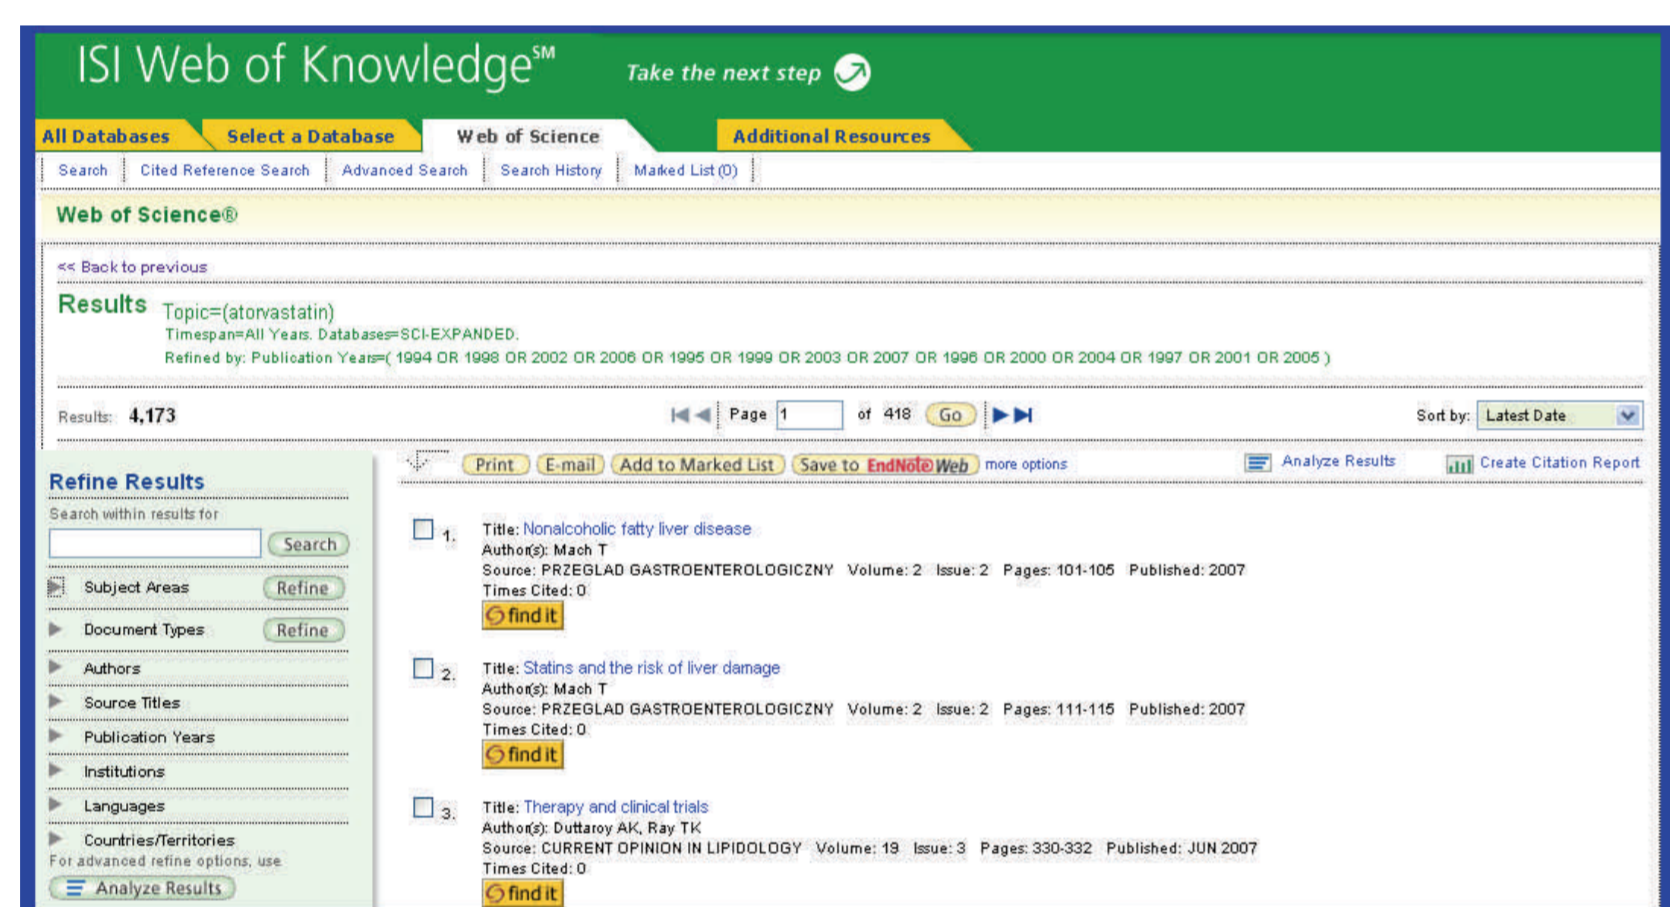 ISI Web of Knowledge℠ Take the next step
All Databases Select a Database Web of Science Additional Resources
Search Cited Reference Search Advanced Search Search History Marked List (0)
Web of Science®
<< Back to previous
Results Topic=(atorvastatin)
Timespan=All Years. Databases=SCI-EXPANDED.
Refined by: Publication Years=( 1994 OR 1998 OR 2002 OR 2006 OR 1995 OR 1999 OR 2003 OR 2007 OR 1996 OR 2000 OR 2004 OR 1997 OR 2001 OR 2005 )
Results: 4,173 Page 1 of 418 Go Sort by: Latest Date
Print E-mail Add to Marked List Save to EndNote Web more options Analyze Results Create Citation Report
Refine Results
Search within results for
Search
Subject Areas Refine
Document Types Refine
Authors
Source Titles
Publication Years
Institutions
Languages
Countries/Territories
For advanced refine options, use
Analyze Results
1. Title: Nonalcoholic fatty liver disease
Author(s): Mach T
Source: PRZEGLAD GASTROENTEROLOGICZNY Volume: 2 Issue: 2 Pages: 101-105 Published: 2007
Times Cited: 0
find it
2. Title: Statins and the risk of liver damage
Author(s): Mach T
Source: PRZEGLAD GASTROENTEROLOGICZNY Volume: 2 Issue: 2 Pages: 111-115 Published: 2007
Times Cited: 0
find it
3. Title: Therapy and clinical trials
Author(s): Duttaroy AK, Ray TK
Source: CURRENT OPINION IN LIPIDOLOGY Volume: 19 Issue: 3 Pages: 330-332 Published: JUN 2007
Times Cited: 0
find it